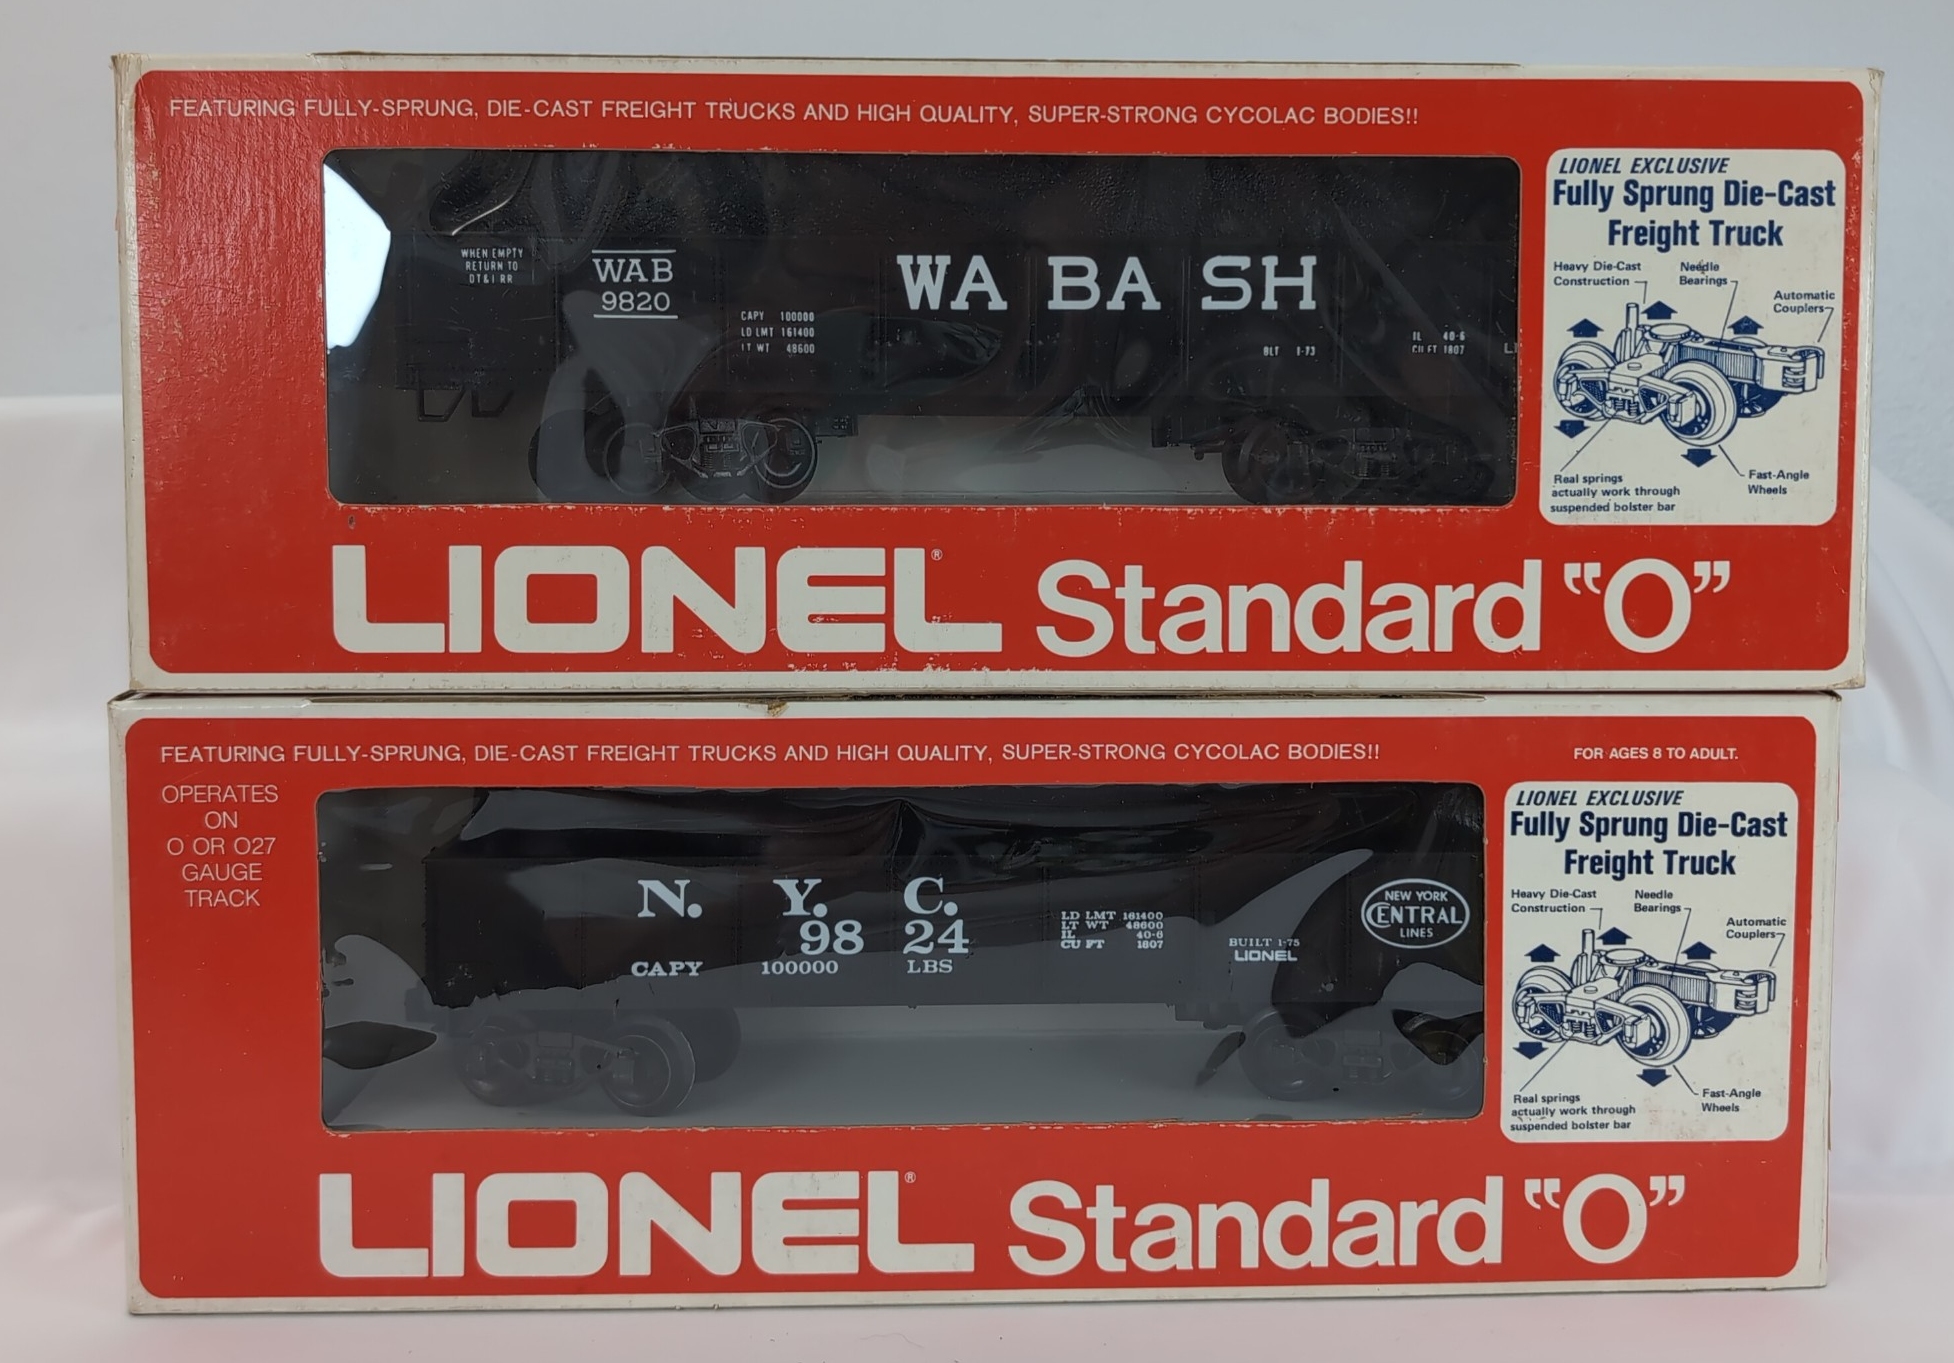 FEATURING FULLY-SPRUNG, DIE-CAST FREIGHT TRUCKS AND HIGH QUALITY, SUPER-STRONG CYCOLAC BODIES!!
WHEN EMPTY
RETURN TO
DT&I RR
WAB
9820
CAPY 100000
LD LMT 161400
LT WT 48600
WABASH
BLT 1-73
IL 40-6
CU FT 1807
LIONEL EXCLUSIVE
Fully Sprung Die-Cast
Freight Truck
Heavy Die-Cast
Construction
Needle
Bearings
Automatic
Couplers
Real springs
actually work through
suspended bolster bar
Fast-Angle
Wheels
LIONEL® Standard “O”
FEATURING FULLY-SPRUNG, DIE-CAST FREIGHT TRUCKS AND HIGH QUALITY, SUPER-STRONG CYCOLAC BODIES!!
FOR AGES 8 TO ADULT.
OPERATES
ON
O OR O27
GAUGE
TRACK
N. Y. C.
9824
CAPY 100000 LBS
LD LMT 161400
LT WT 48600
IL 40-6
CU FT 1807
BUILT 1-75
LIONEL
NEW YORK
CENTRAL
LINES
LIONEL EXCLUSIVE
Fully Sprung Die-Cast
Freight Truck
Heavy Die-Cast
Construction
Needle
Bearings
Automatic
Couplers
Real springs
actually work through
suspended bolster bar
Fast-Angle
Wheels
LIONEL® Standard “O”